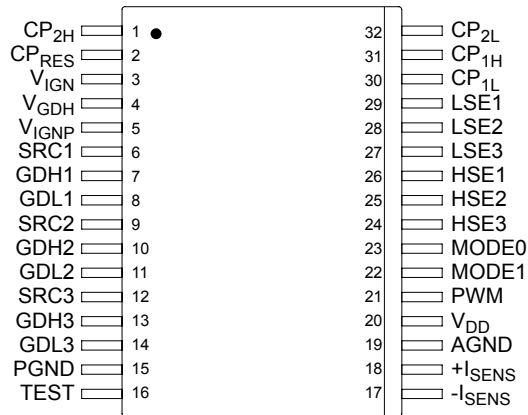 CP2H 1 32 CP2L
CPRES 2 31 CP1H
VIGN 3 30 CP1L
VGDH 4 29 LSE1
VIGNP 5 28 LSE2
SRC1 6 27 LSE3
GDH1 7 26 HSE1
GDL1 8 25 HSE2
SRC2 9 24 HSE3
GDH2 10 23 MODE0
GDL2 11 22 MODE1
SRC3 12 21 PWM
GDH3 13 20 VDD
GDL3 14 19 AGND
PGND 15 18 +ISENS
TEST 16 17 -ISENS